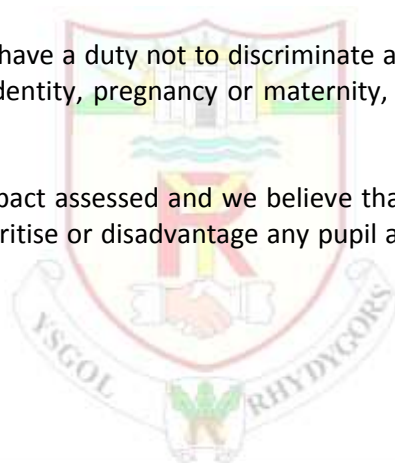 have a duty not to discriminate a
dentity, pregnancy or maternity,
pact assessed and we believe tha
ritise or disadvantage any pupil a
YSGOL RHYDYGORS